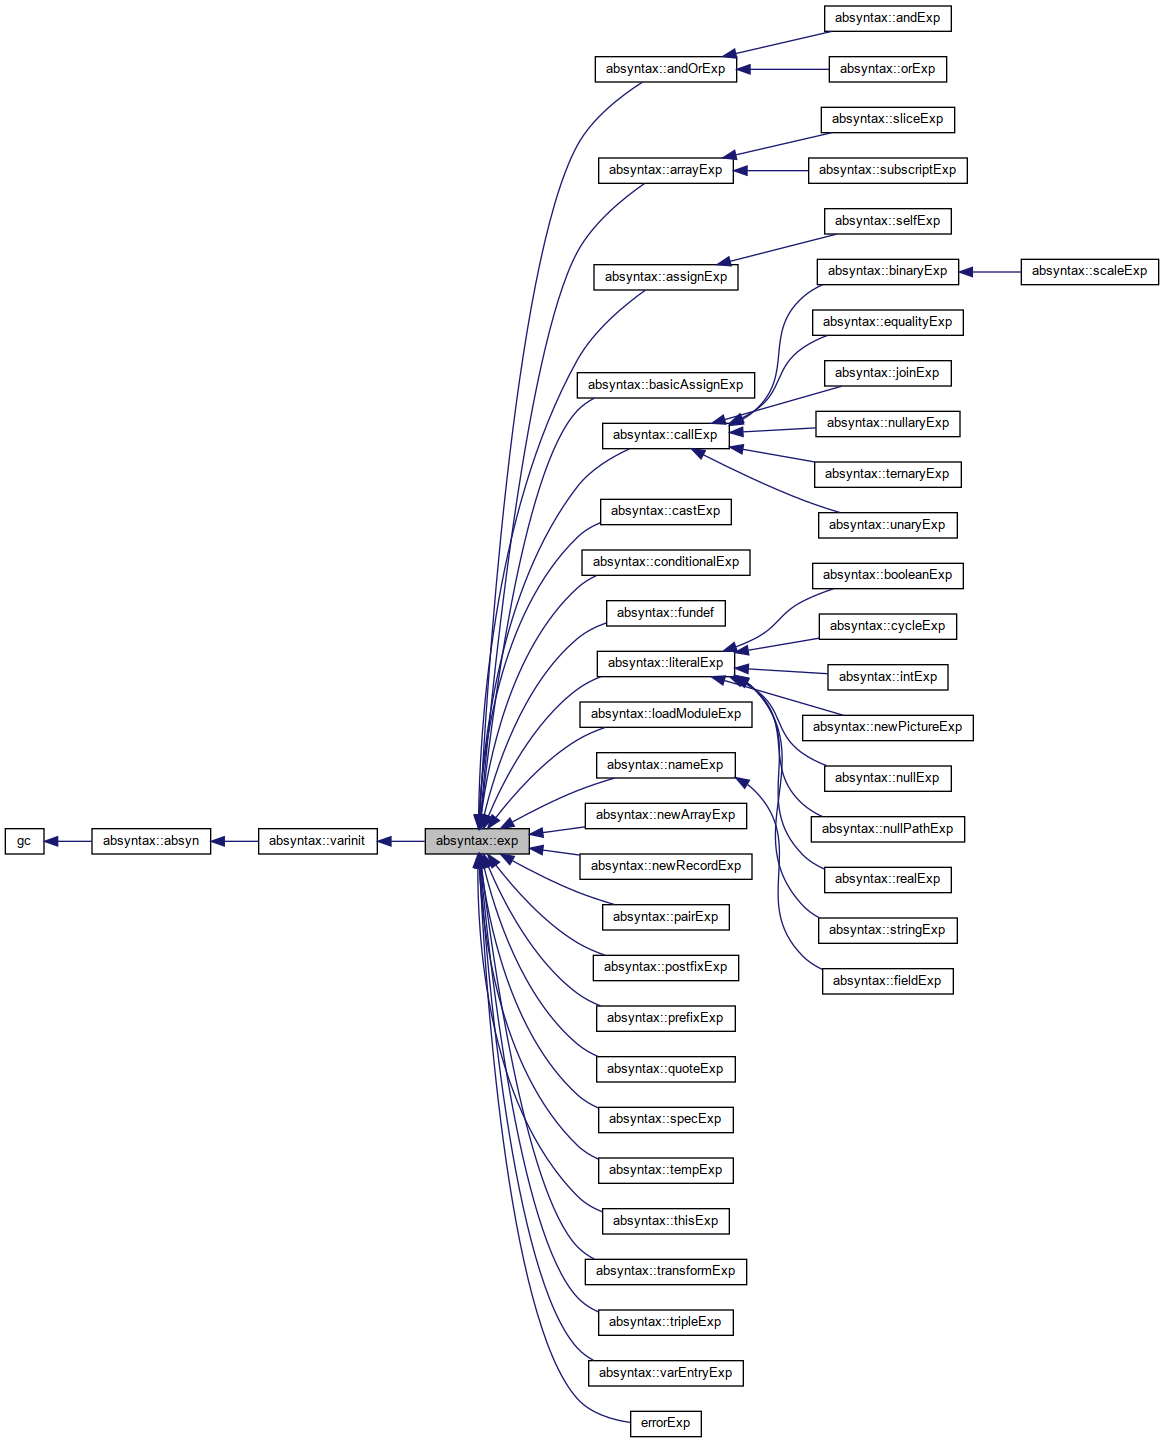 absyntax::andExp
absyntax::andOrExp
absyntax::orExp
absyntax::sliceExp
absyntax::arrayExp
absyntax::subscriptExp
absyntax::selfExp
absyntax::assignExp
absyntax::binaryExp
absyntax::scaleExp
absyntax::equalityExp
absyntax::basicAssignExp
absyntax::joinExp
absyntax::callExp
absyntax::nullaryExp
absyntax::ternaryExp
absyntax::castExp
absyntax::unaryExp
absyntax::conditionalExp
absyntax::booleanExp
absyntax::fundef
absyntax::cycleExp
absyntax::literalExp
absyntax::intExp
absyntax::loadModuleExp
absyntax::newPictureExp
absyntax::nameExp
absyntax::nullExp
absyntax::newArrayExp
absyntax::nullPathExp
gc
absyntax::absyn
absyntax::varinit
absyntax::exp
absyntax::newRecordExp
absyntax::realExp
absyntax::pairExp
absyntax::stringExp
absyntax::postfixExp
absyntax::fieldExp
absyntax::prefixExp
absyntax::quoteExp
absyntax::specExp
absyntax::tempExp
absyntax::thisExp
absyntax::transformExp
absyntax::tripleExp
absyntax::varEntryExp
errorExp